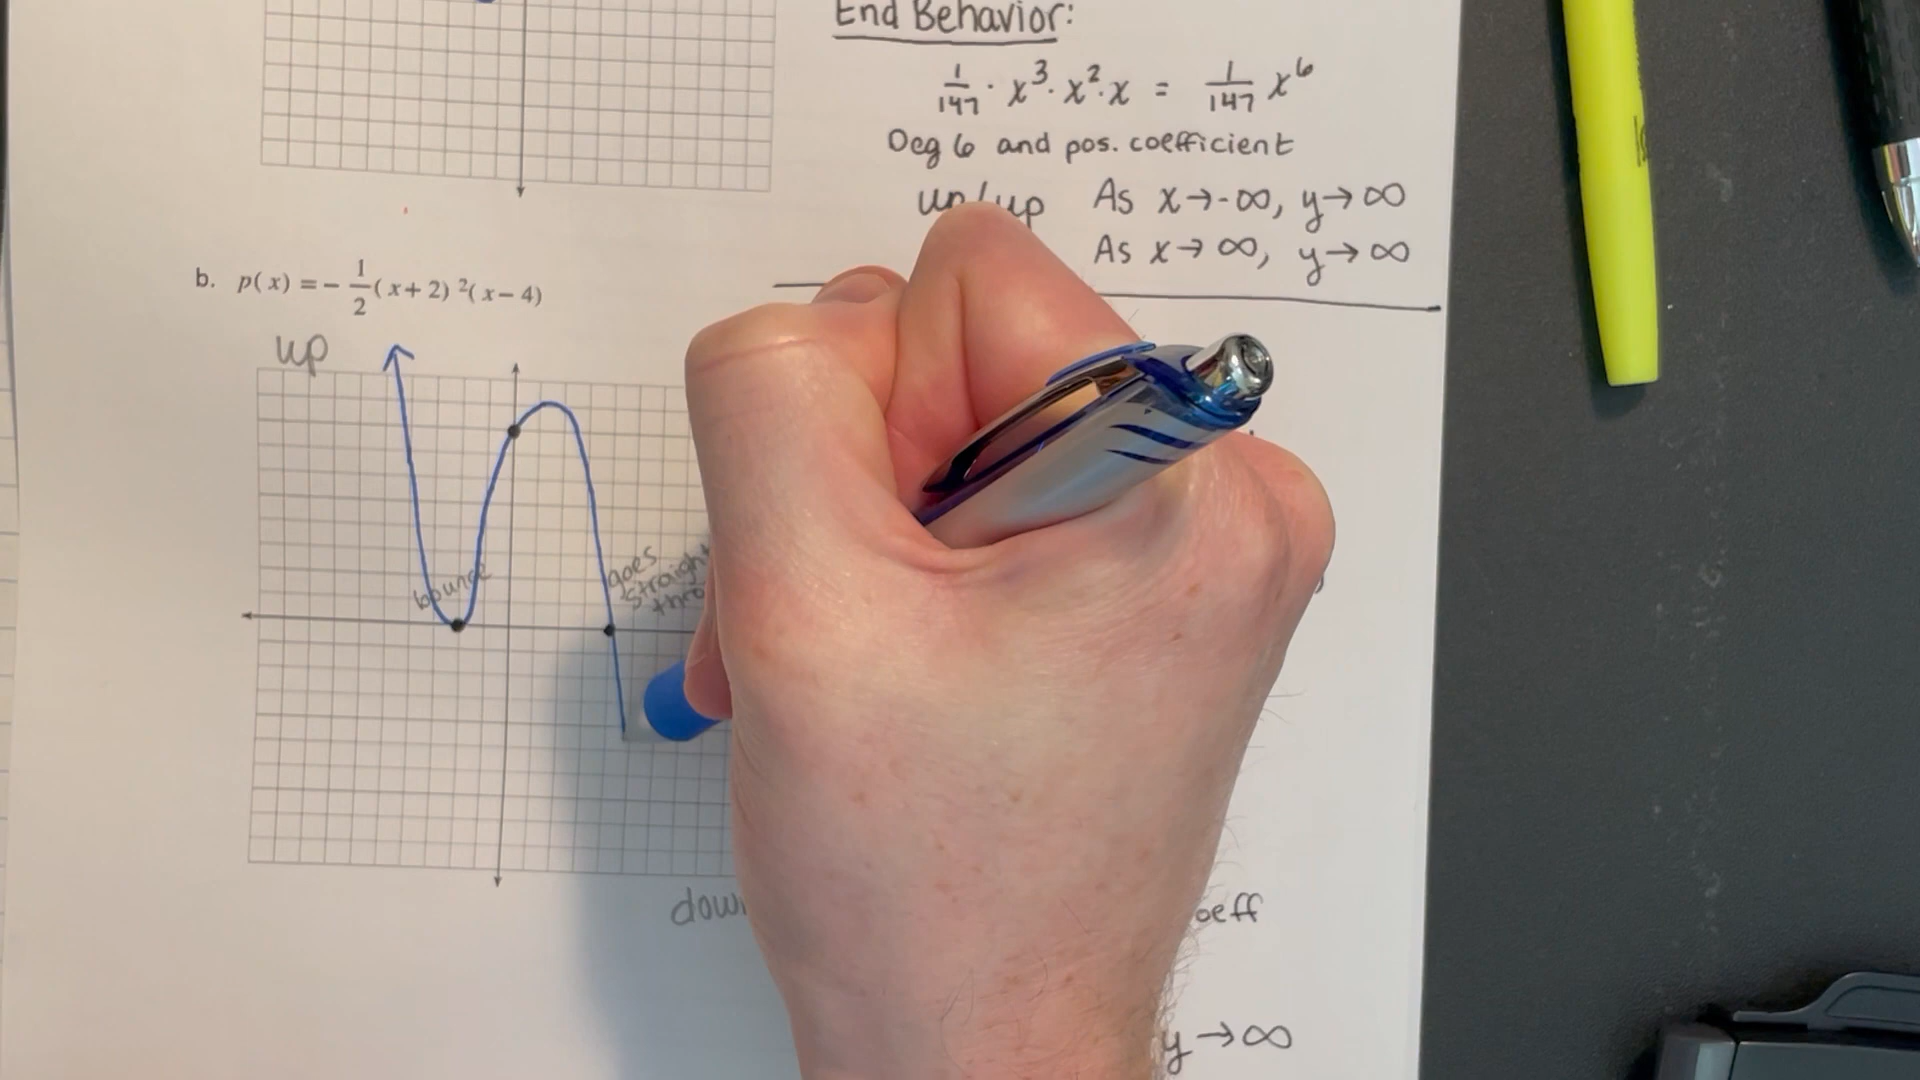 End Behavior:
1/147 · x³ · x² · x = 1/147 x⁶
Deg 6 and pos. coefficient
up/up As x→-∞, y→∞
As x→∞, y→∞
b. p(x) = -1/2(x+2)²(x-4)
up
bounce
goes
straight
down
y→∞